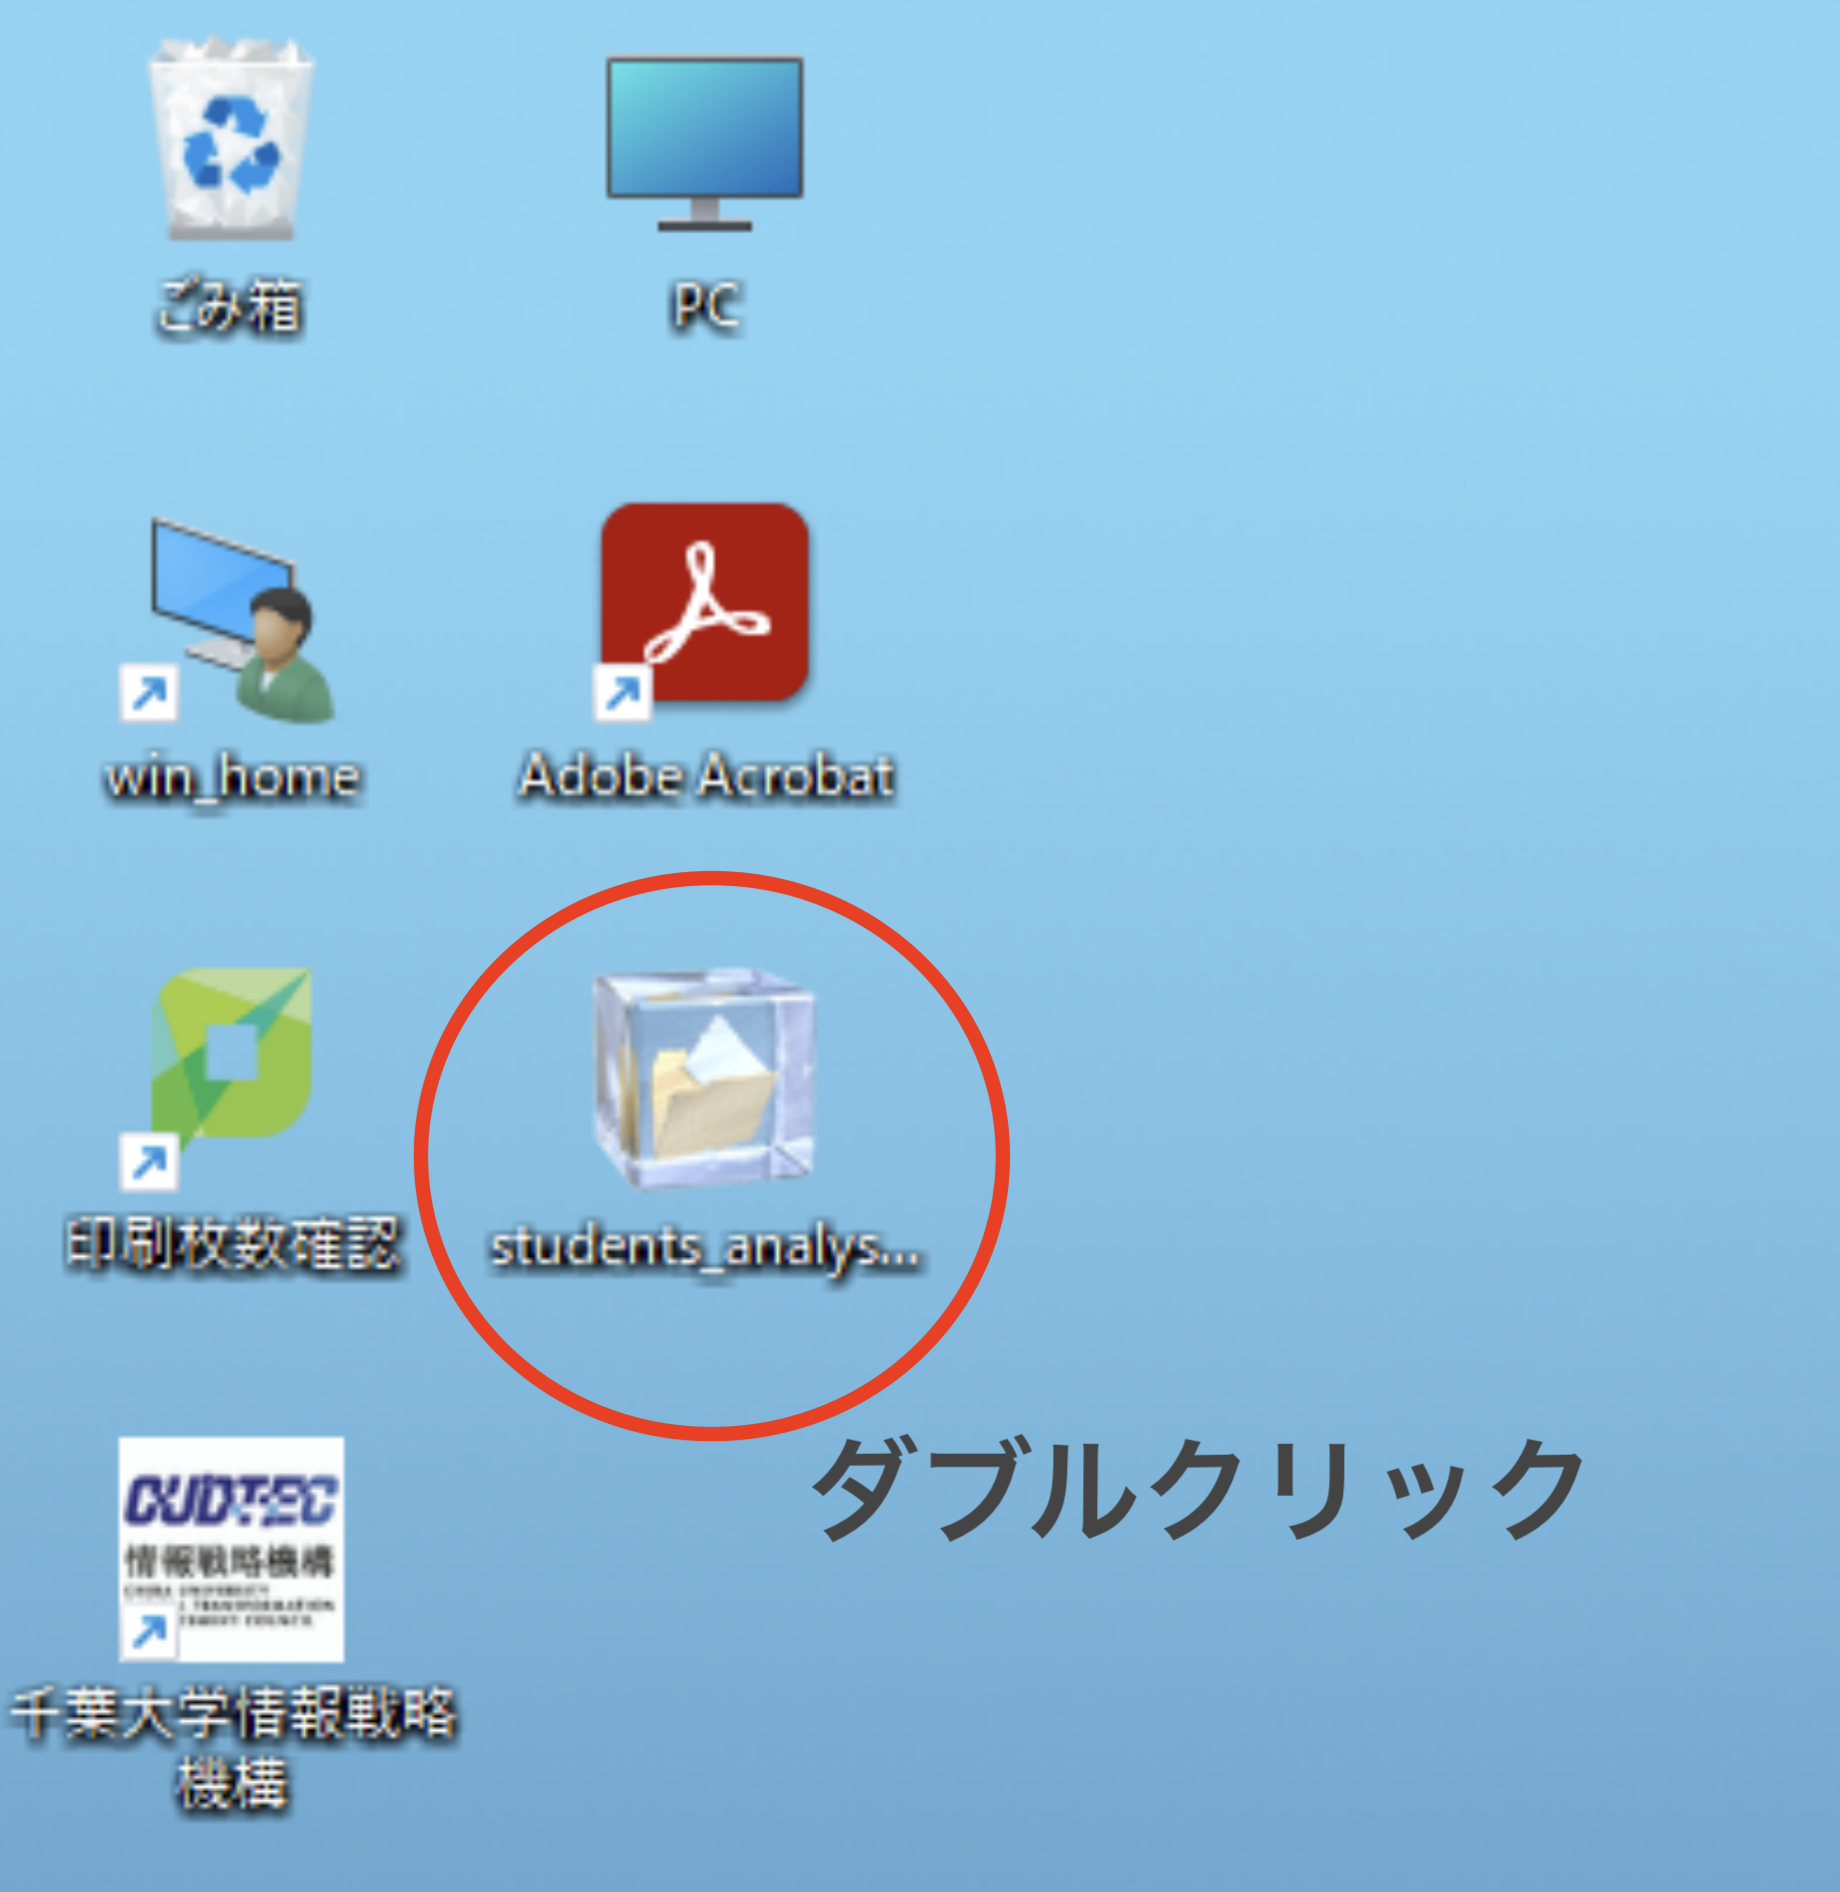 ごみ箱
PC
win_home
Adobe Acrobat
印刷枚数確認
students_analys...
ダブルクリック
CUDTEC
情報戦略機構
千葉大学情報戦略
機構